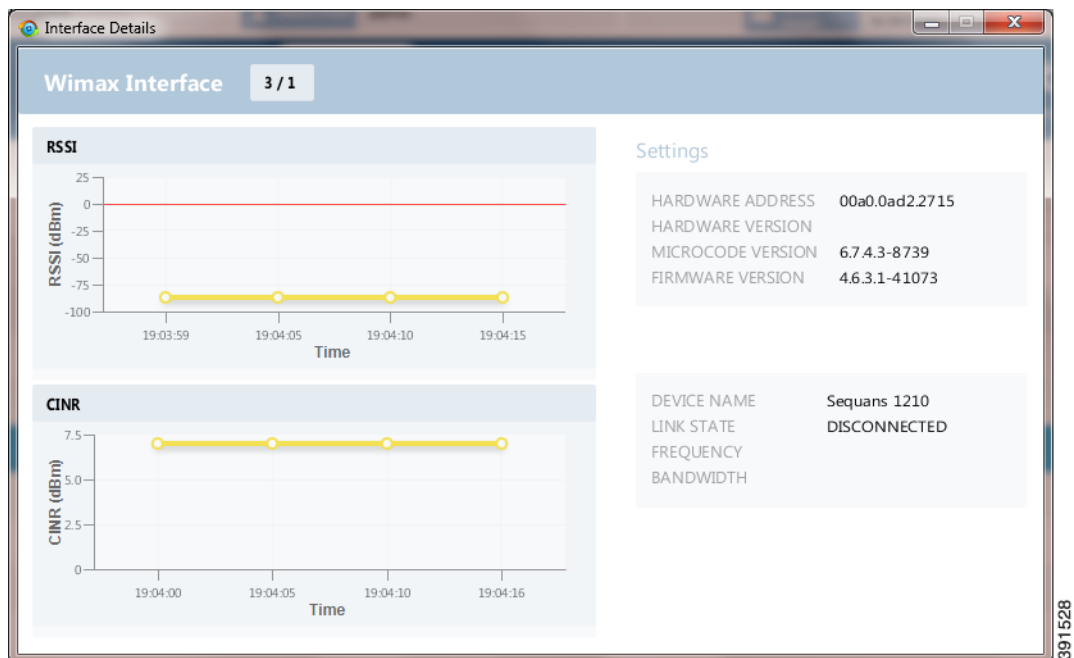 Interface Details
Wimax Interface 3 / 1
RSSI
25
0
-25
-50
-75
-100
RSSI (dBm)
19:03:59 19:04:05 19:04:10 19:04:15
Time
CINR
7.5
5.0
2.5
0
CINR (dBm)
19:04:00 19:04:05 19:04:10 19:04:16
Time
Settings
HARDWARE ADDRESS 00a0.0ad2.2715
HARDWARE VERSION
MICROCODE VERSION 6.7.4.3-8739
FIRMWARE VERSION 4.6.3.1-41073
DEVICE NAME Sequans 1210
LINK STATE DISCONNECTED
FREQUENCY
BANDWIDTH
391528